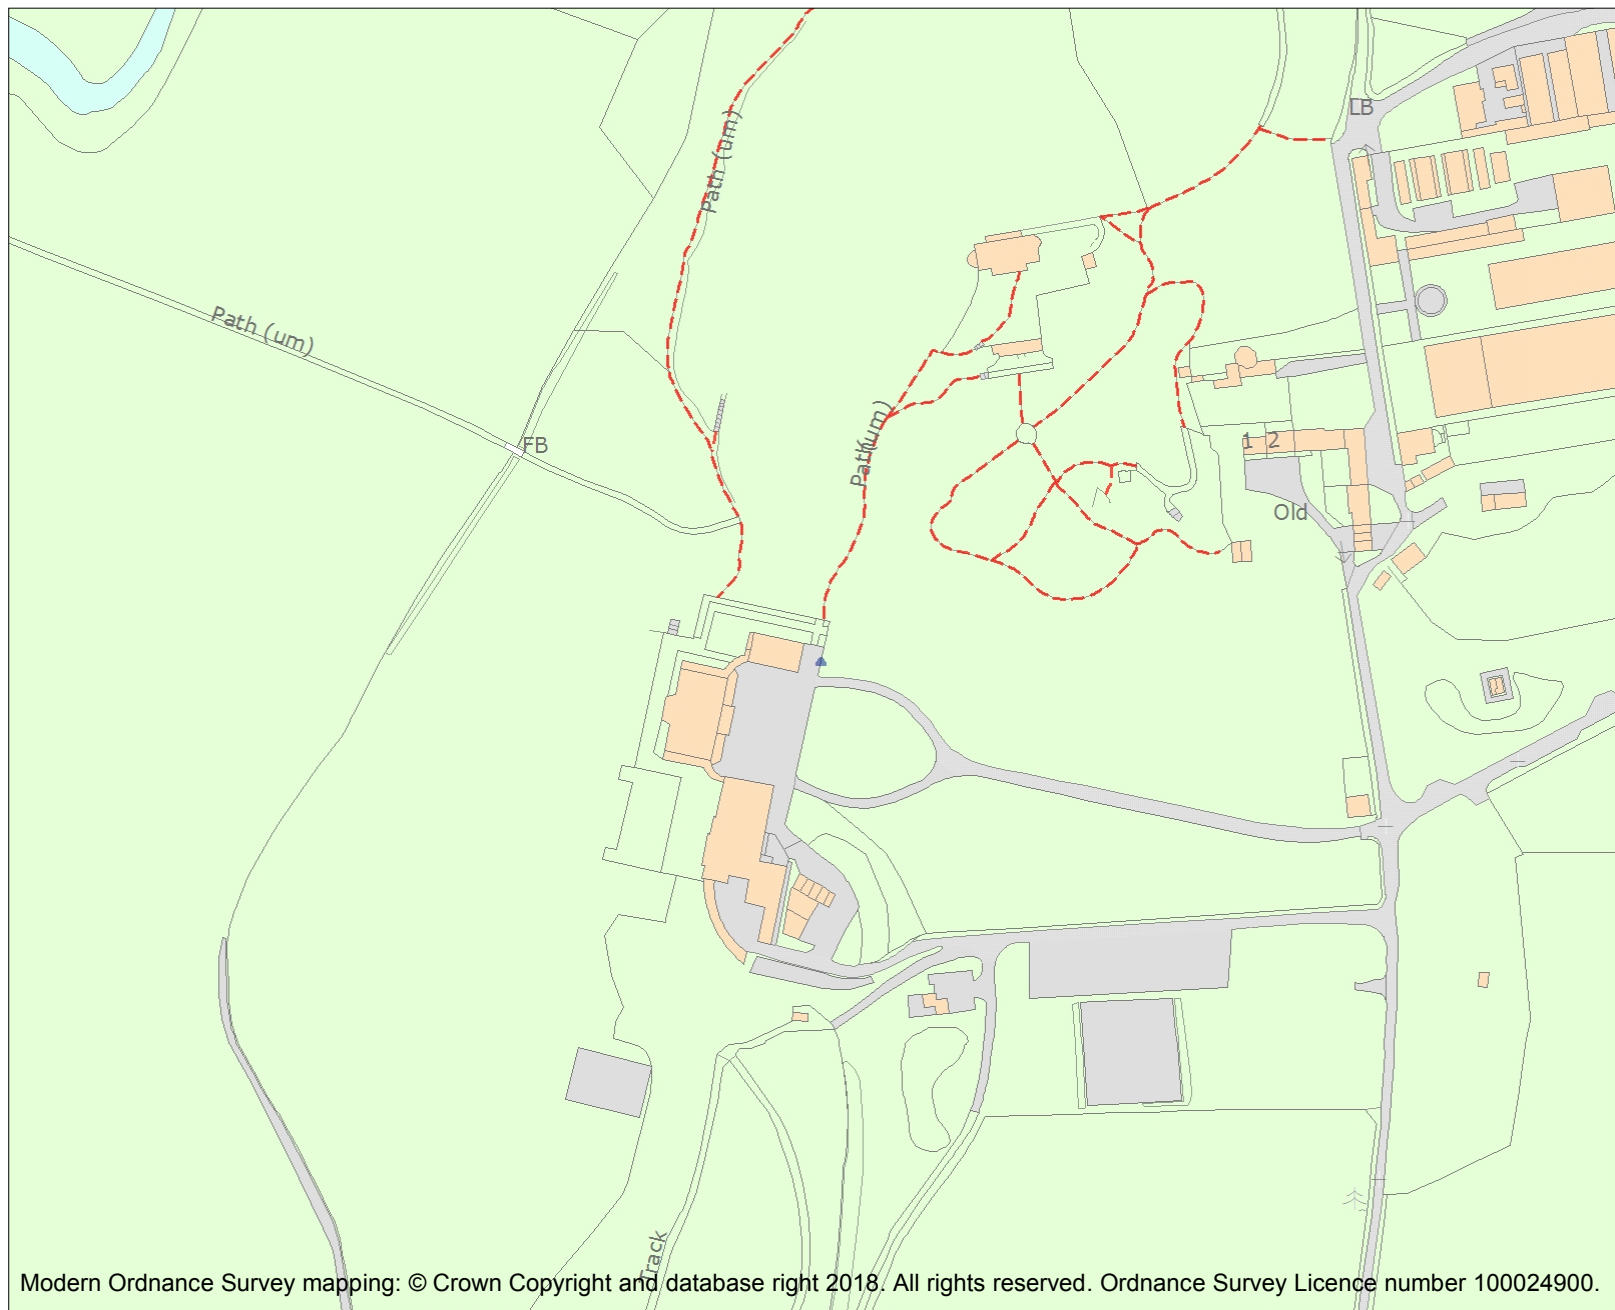 LB
Path (um)
Path (um)
Path(um)
FB
1 2
Old
Track
Modern Ordnance Survey mapping: © Crown Copyright and database right 2018. All rights reserved. Ordnance Survey Licence number 100024900.